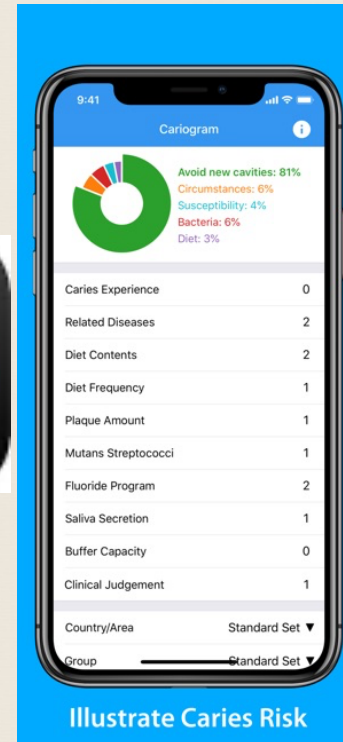 9:41
Cariogram
Avoid new cavities: 81%
Circumstances: 6%
Susceptibility: 4%
Bacteria: 6%
Diet: 3%
Caries Experience 0
Related Diseases 2
Diet Contents 2
Diet Frequency 1
Plaque Amount 1
Mutans Streptococci 1
Fluoride Program 2
Saliva Secretion 1
Buffer Capacity 0
Clinical Judgement 1
Country/Area Standard Set ▼
Group Standard Set ▼
Illustrate Caries Risk